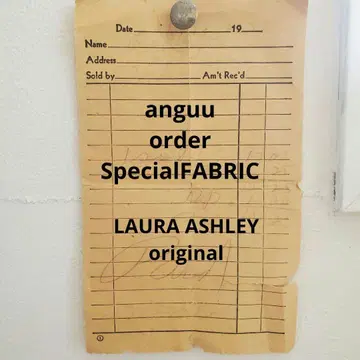 Date 19
Name
Address
Sold by Am't Rec'd
anguu
order
SpecialFABRIC
LAURA ASHLEY
original